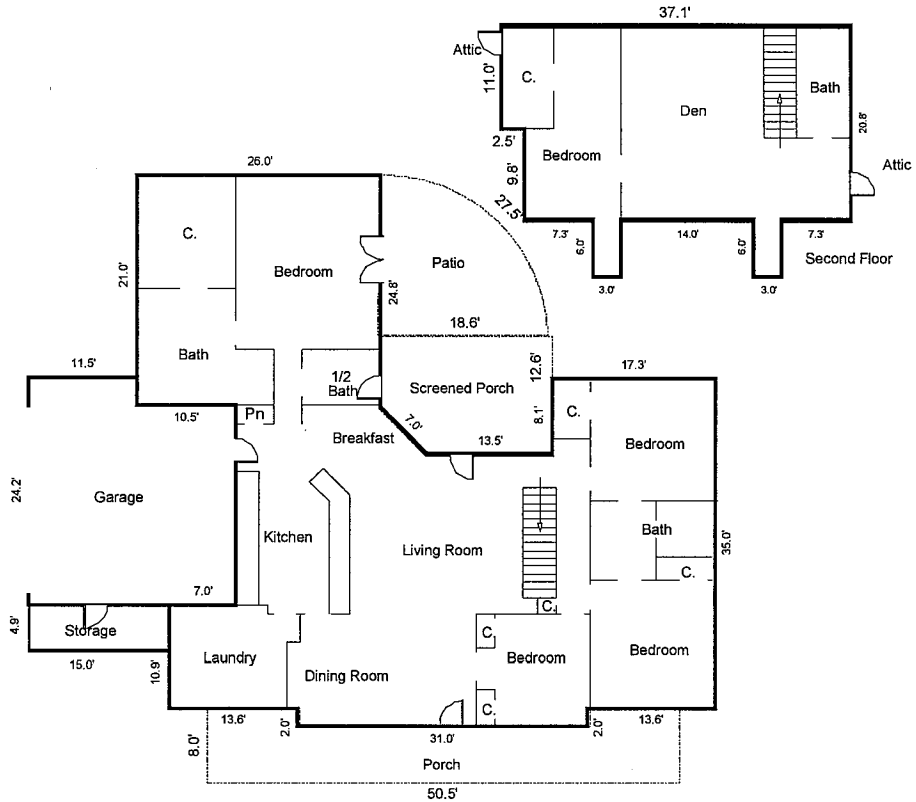 37.1'
Attic
11.0'
C.
Den
Bath
20.8'
2.5'
Bedroom
9.8'
Attic
7.3'
6.0'
14.0'
6.0'
7.3'
3.0'
3.0'
Second Floor
26.0'
27.5'
C.
Bedroom
Patio
21.0'
24.8'
18.6'
Bath
1/2
Bath
Screened Porch
12.6'
17.3'
11.5'
10.5'
Pn
Breakfast
7.0'
13.5'
8.1'
C.
Bedroom
24.2'
Garage
Kitchen
Living Room
Bath
35.0'
C.
7.0'
C.
4.9'
Storage
15.0'
10.9'
Laundry
Dining Room
C.
Bedroom
Bedroom
C.
13.6'
2.0'
31.0'
2.0'
13.6'
8.0'
Porch
50.5'